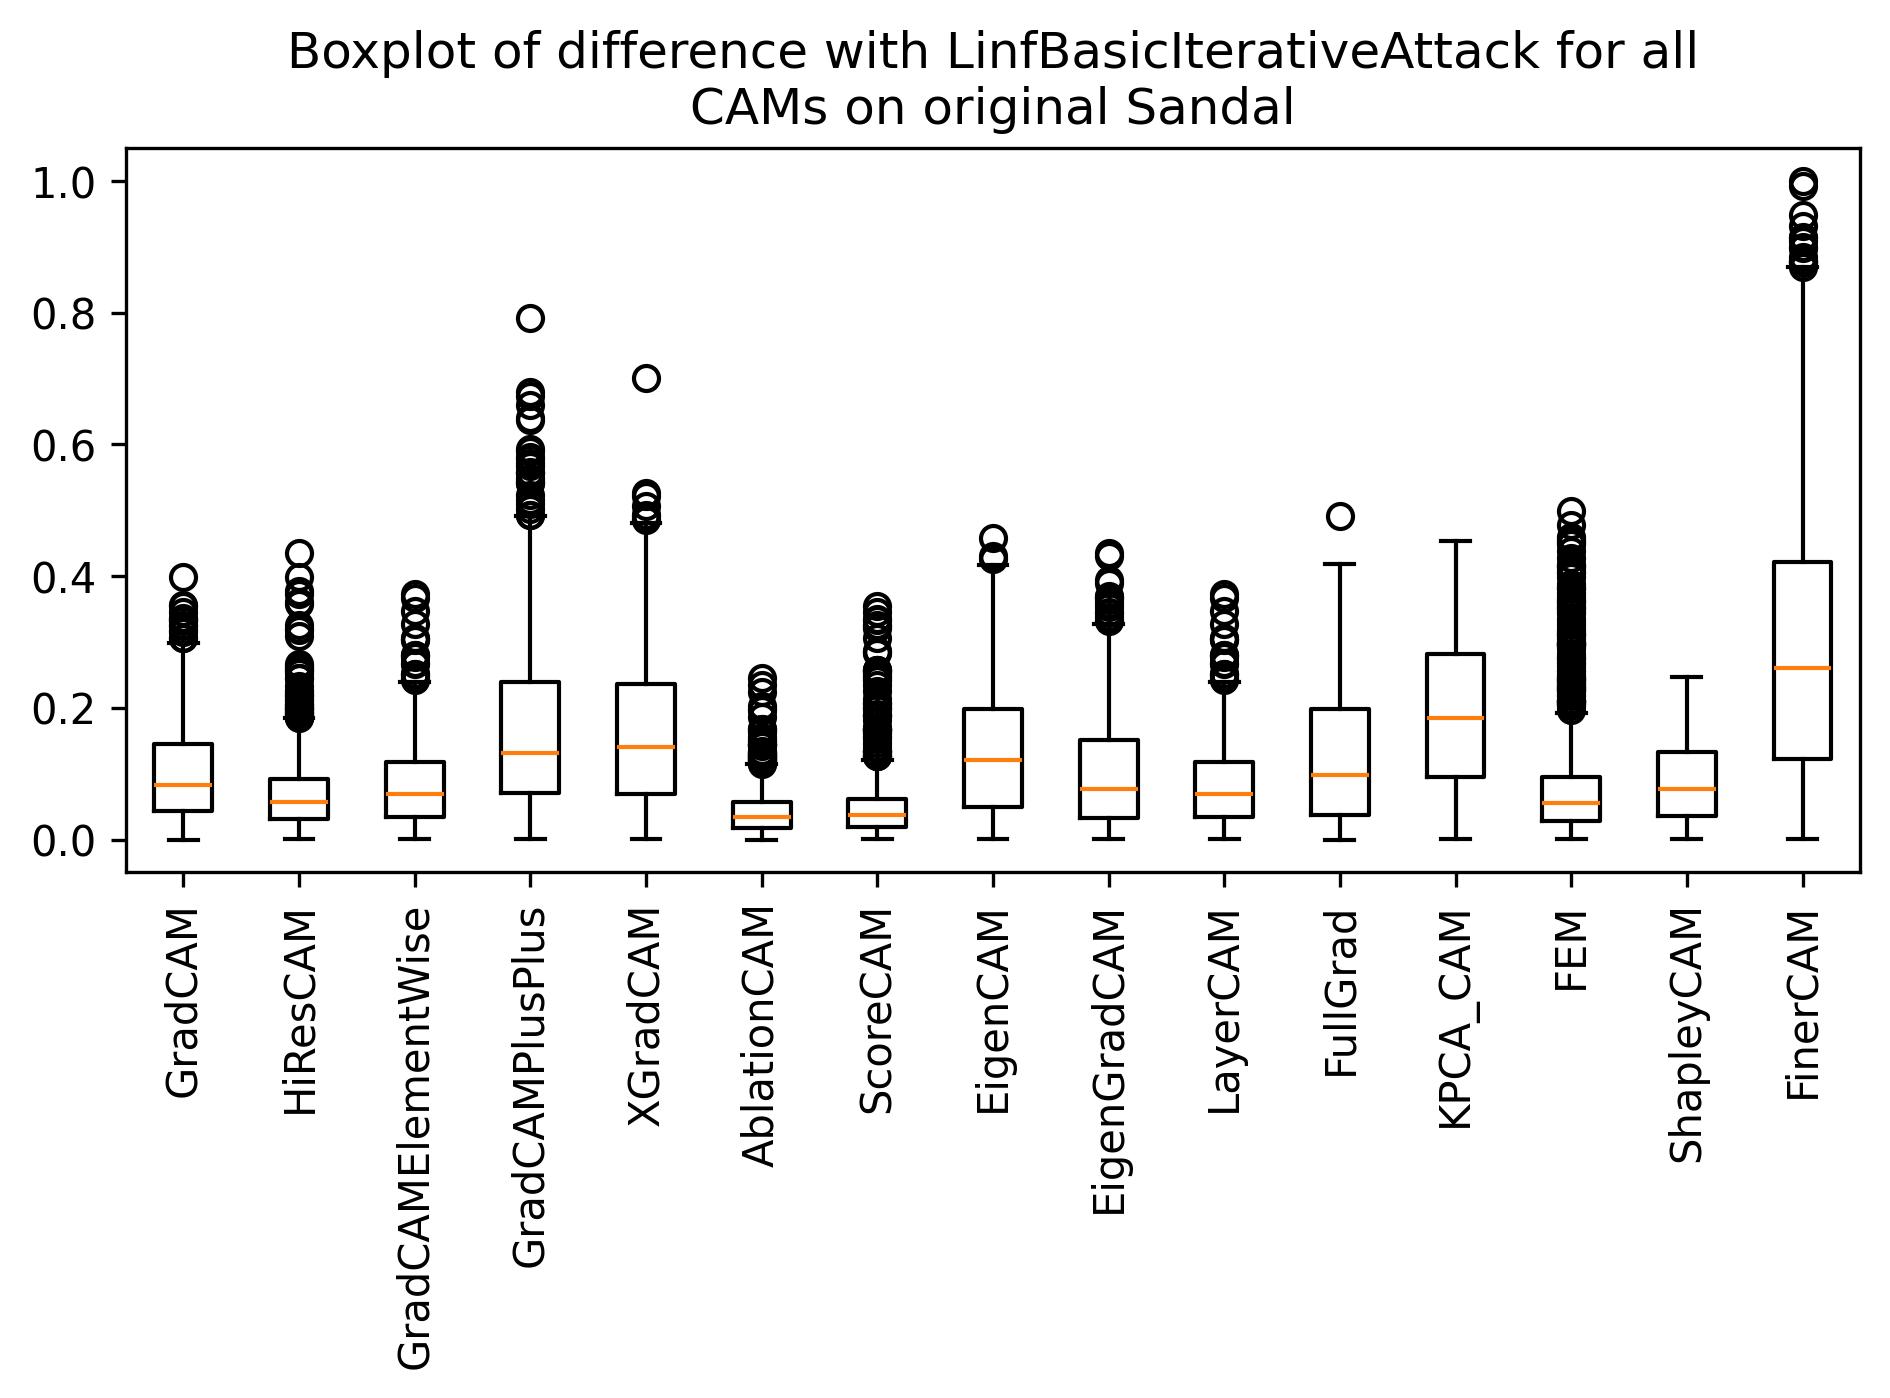 Boxplot of difference with LinfBasicIterativeAttack for all
CAMs on original Sandal
1.0
0.8
0.6
0.4
0.2
0.0
GradCAM
HiResCAM
GradCAMElementWise
GradCAMPlusPlus
XGradCAM
AblationCAM
ScoreCAM
EigenCAM
EigenGradCAM
LayerCAM
FullGrad
KPCA_CAM
FEM
ShapleyCAM
FinerCAM